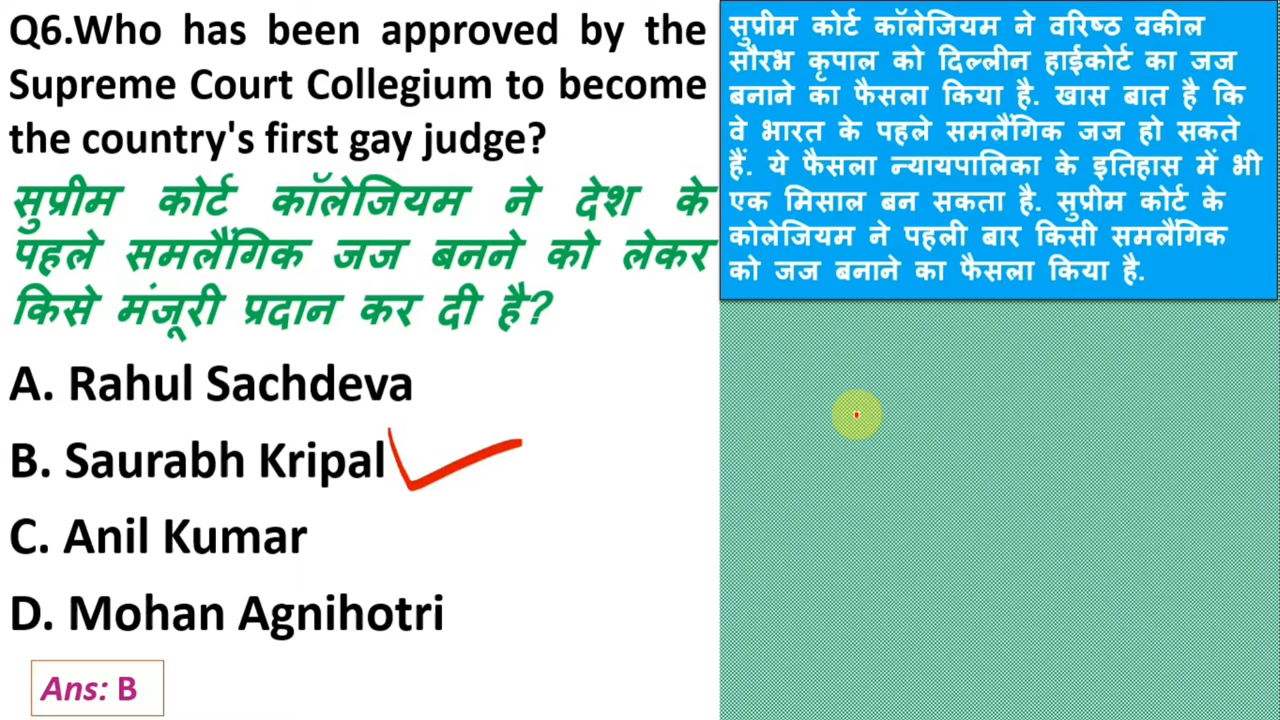 Q6.Who has been approved by the
Supreme Court Collegium to become
the country's first gay judge?
सुप्रीम कोर्ट कॉलेजियम ने देश के
पहले समलैंगिक जज बनने को लेकर
किसे मंजूरी प्रदान कर दी है?
A. Rahul Sachdeva
B. Saurabh Kripal
C. Anil Kumar
D. Mohan Agnihotri
Ans: B
सुप्रीम कोर्ट कॉलेजियम ने वरिष्ठ वकील
सौरभ कृपाल को दिल्लीन हाईकोर्ट का जज
बनाने का फैसला किया है. खास बात है कि
वे भारत के पहले समलैंगिक जज हो सकते
हैं. ये फैसला न्यायपालिका के इतिहास में भी
एक मिसाल बन सकता है. सुप्रीम कोर्ट के
कोलेजियम ने पहली बार किसी समलैंगिक
को जज बनाने का फैसला किया है.